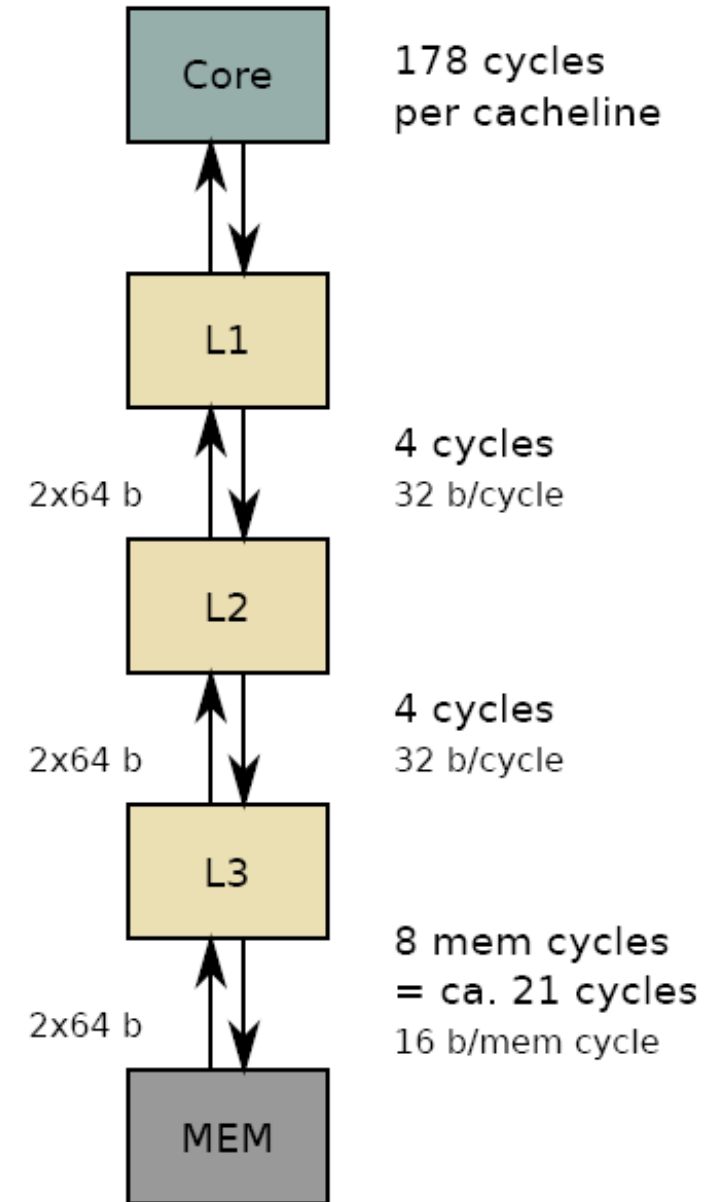 Core
178 cycles
per cacheline
L1
4 cycles
2x64 b
32 b/cycle
L2
4 cycles
2x64 b
32 b/cycle
L3
8 mem cycles
= ca. 21 cycles
2x64 b
16 b/mem cycle
MEM